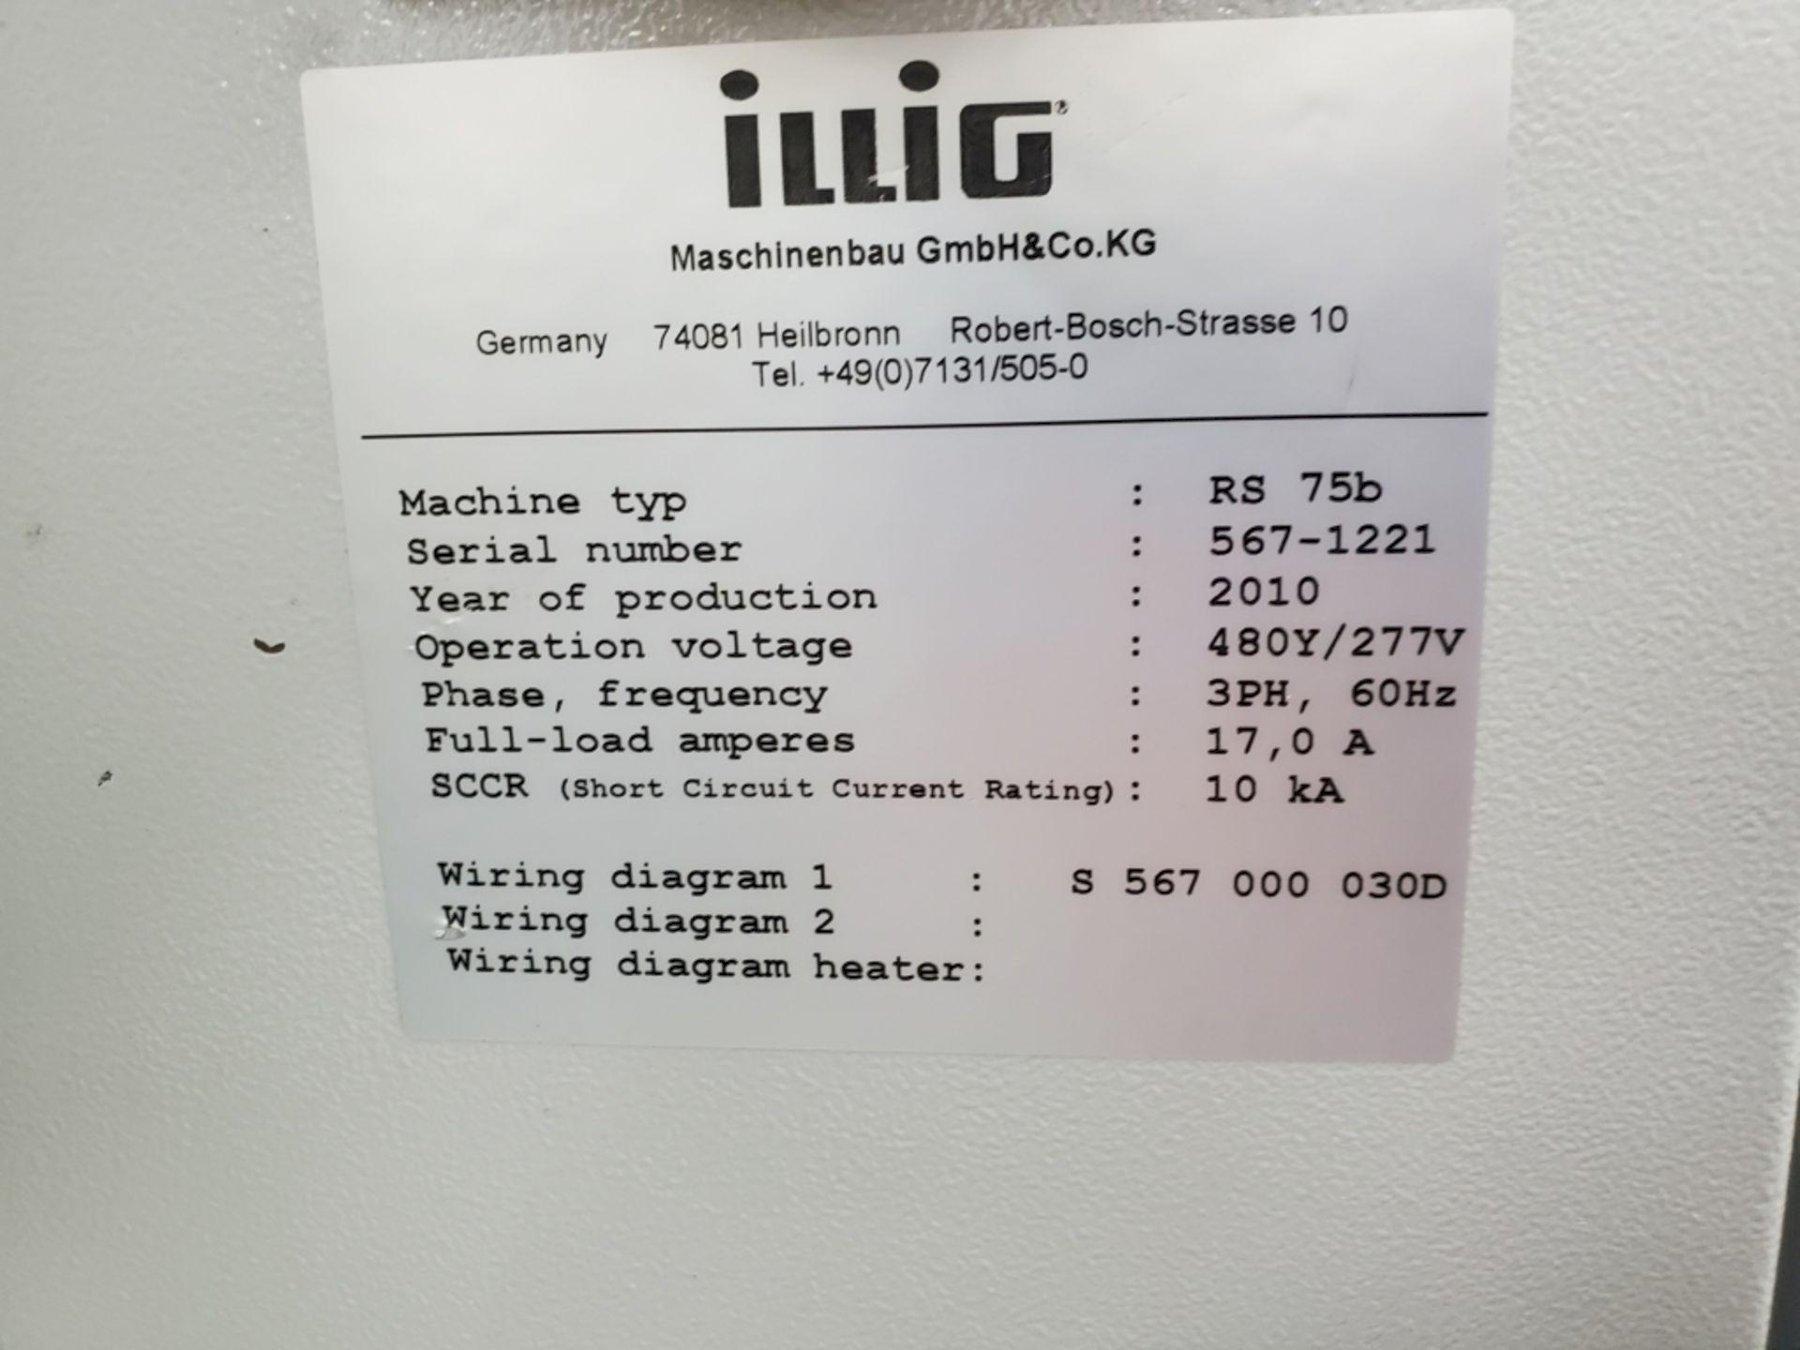 iLLiG®
Maschinenbau GmbH&Co.KG
Germany 74081 Heilbronn Robert-Bosch-Strasse 10
Tel. +49(0)7131/505-0
Machine typ : RS 75b
Serial number : 567-1221
Year of production : 2010
Operation voltage : 480Y/277V
Phase, frequency : 3PH, 60Hz
Full-load amperes : 17,0 A
SCCR (Short Circuit Current Rating) : 10 kA
Wiring diagram 1 : S 567 000 030D
Wiring diagram 2 :
Wiring diagram heater: